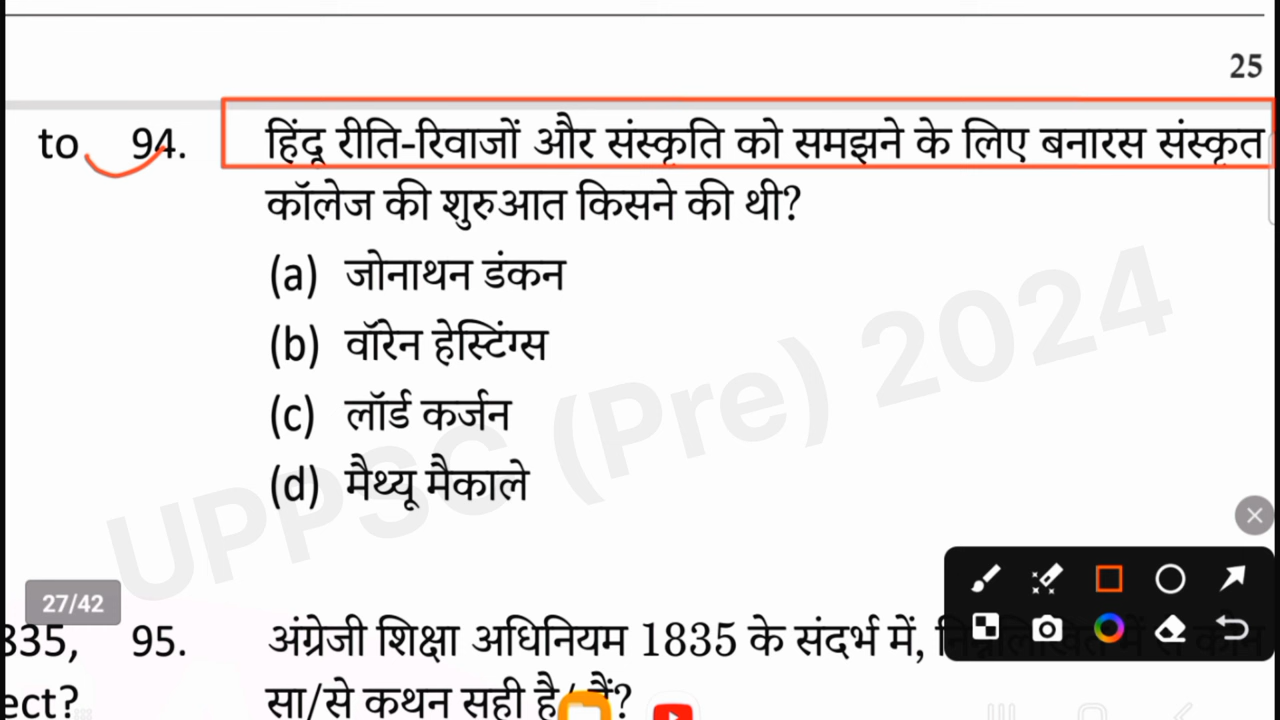 25
to 94. हिंदू रीति-रिवाजों और संस्कृति को समझने के लिए बनारस संस्कृत
कॉलेज की शुरुआत किसने की थी?
(a) जोनाथन डंकन
(b) वॉरेन हेस्टिंग्स
(c) लॉर्ड कर्जन
(d) मैथ्यू मैकाले
UPPSC (Pre) 2024
27/42
835, 95. अंग्रेजी शिक्षा अधिनियम 1835 के संदर्भ में,
ect? सा/से कथन सही है/हैं?